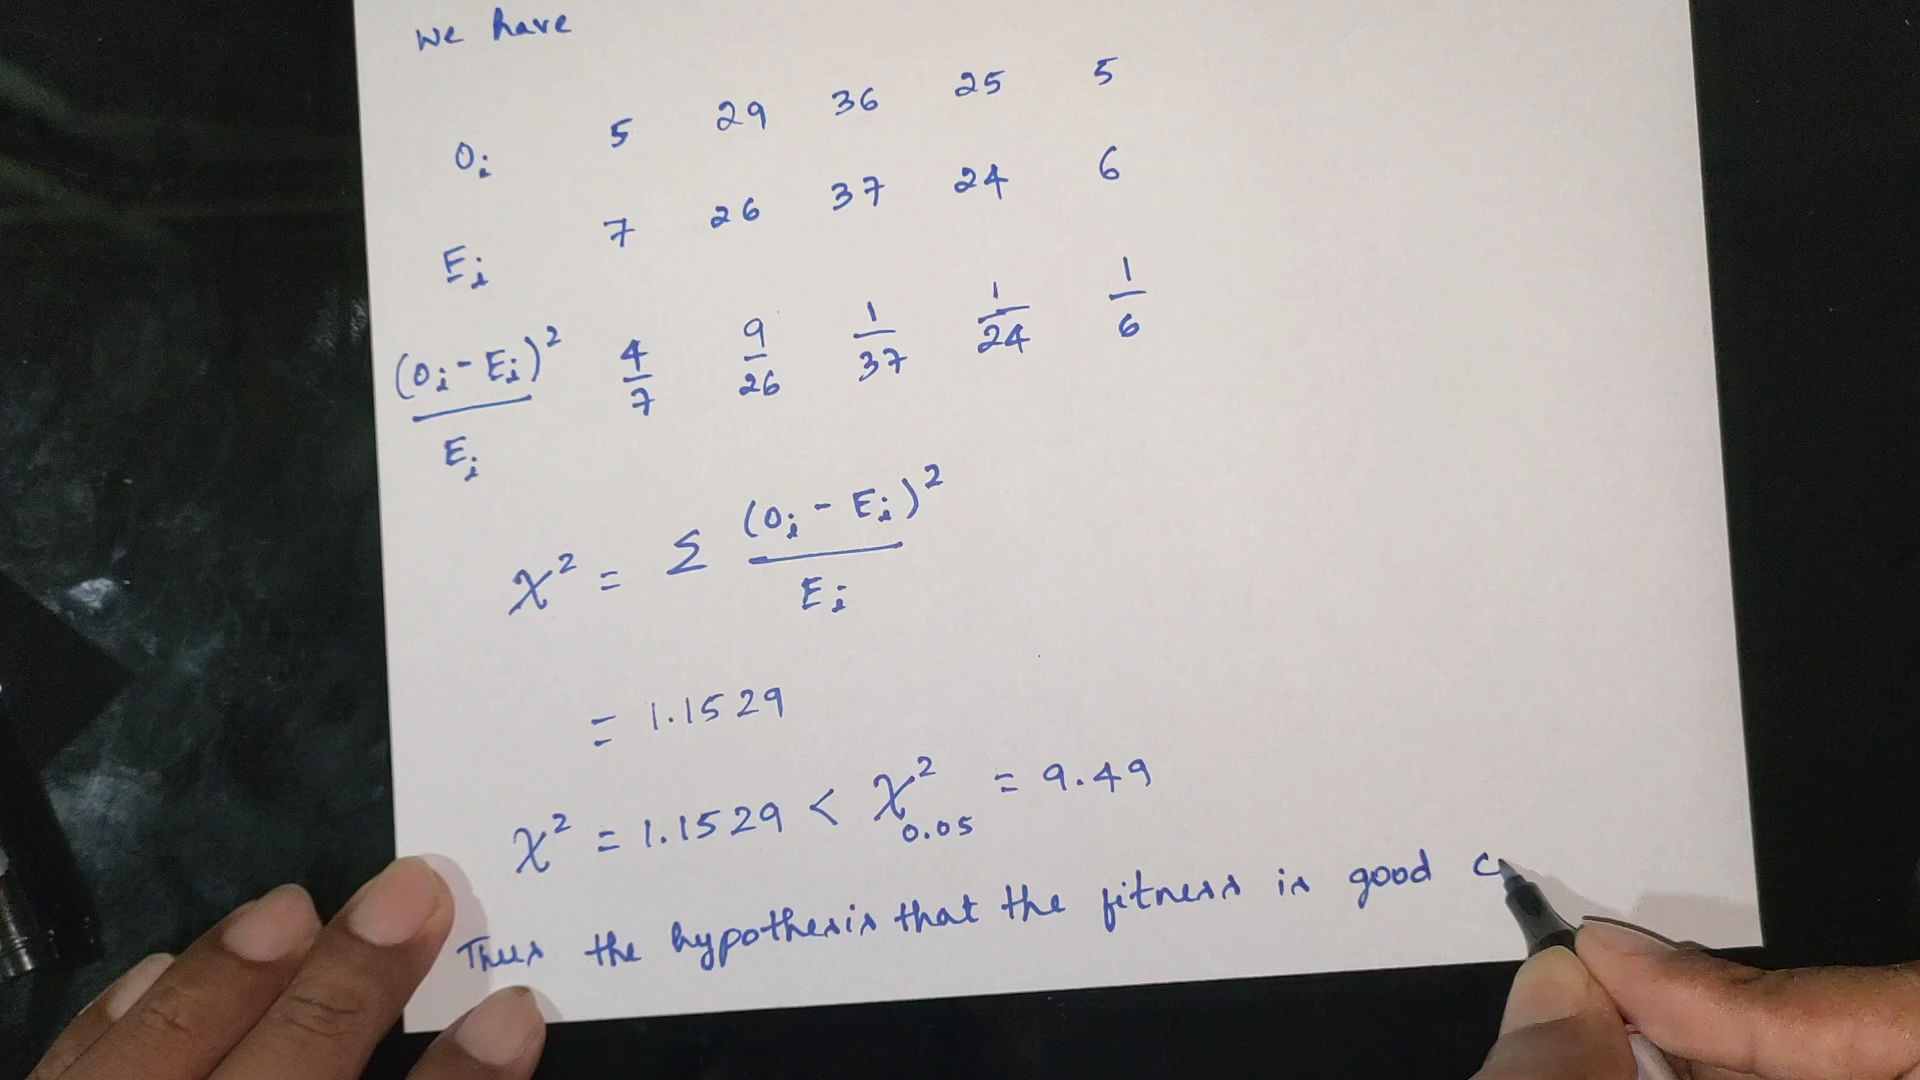 We have
Oᵢ 5 29 36 25 5
Eᵢ 7 26 37 24 6
(Oᵢ - Eᵢ)²/Eᵢ 4/7 9/26 1/37 1/24 1/6
χ² = Σ (Oᵢ - Eᵢ)²/Eᵢ
= 1.1529
χ² = 1.1529 < χ²₀.₀₅ = 9.49
Thus the hypothesis that the fitness is good c